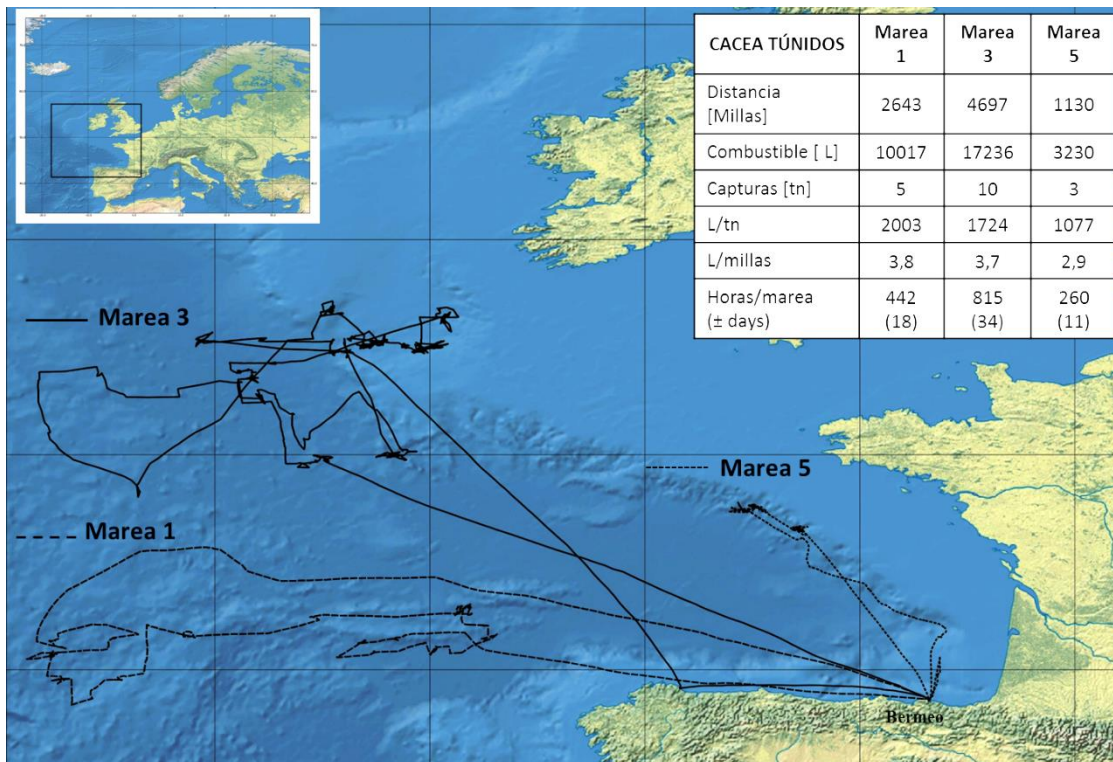 CACEA TÚNIDOS Marea 1 Marea 3 Marea 5
Distancia [Millas] 2643 4697 1130
Combustible [ L] 10017 17236 3230
Capturas [tn] 5 10 3
L/tn 2003 1724 1077
L/millas 3,8 3,7 2,9
Horas/marea (± days) 442 (18) 815 (34) 260 (11)
Marea 3
Marea 5
Marea 1
Bermeo